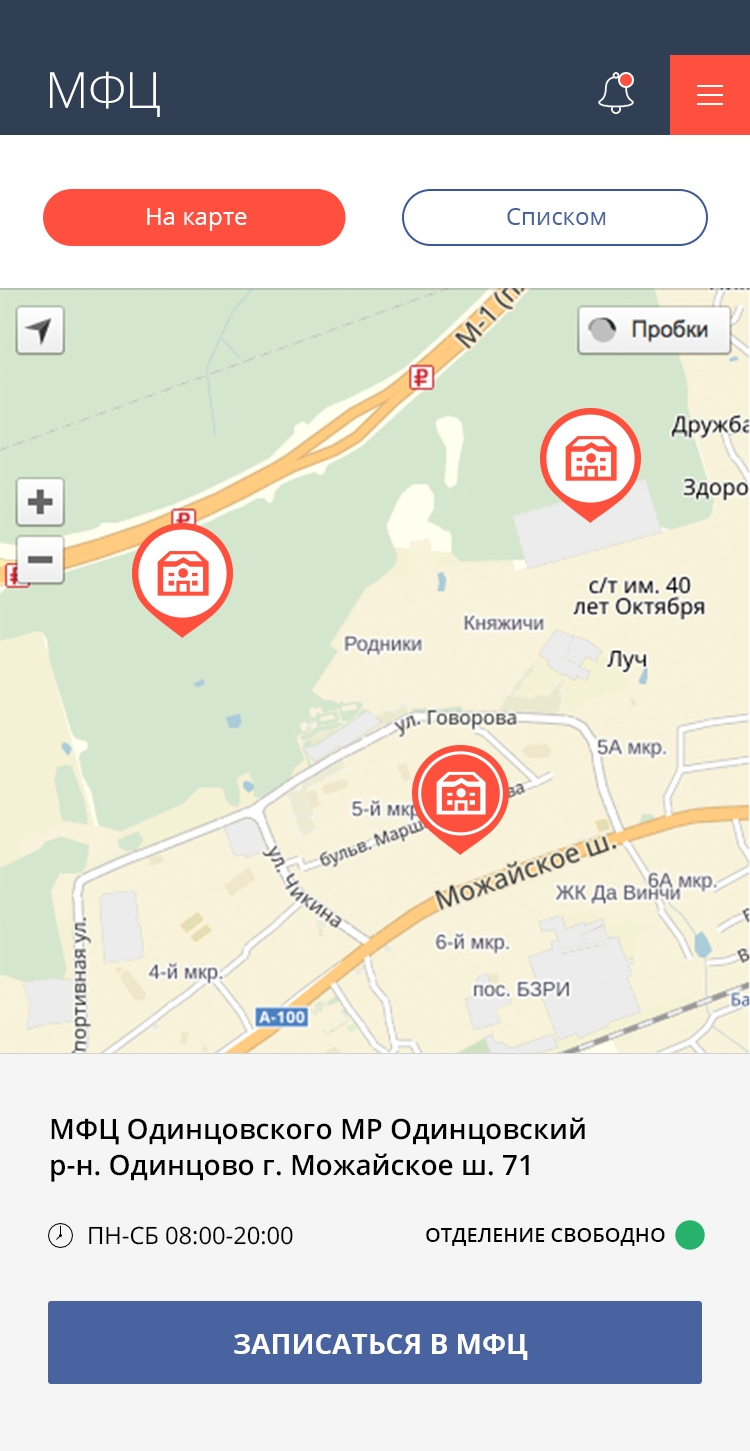 МФЦ
На карте
Списком
М-1
Пробки
Дружба
Здоро
с/т им. 40
лет Октября
Княжичи
Родники
Луч
ул. Говорова
5А мкр.
5-й мкр
бульв. Марш
ва
Можайское ш.
ул. Чикина
6А мкр.
ЖК Да Винчи
6-й мкр.
4-й мкр.
портивная ул.
пос. БЗРИ
А-100
Ба
МФЦ Одинцовского МР Одинцовский
р-н. Одинцово г. Можайское ш. 71
ПН-СБ 08:00-20:00
ОТДЕЛЕНИЕ СВОБОДНО
ЗАПИСАТЬСЯ В МФЦ